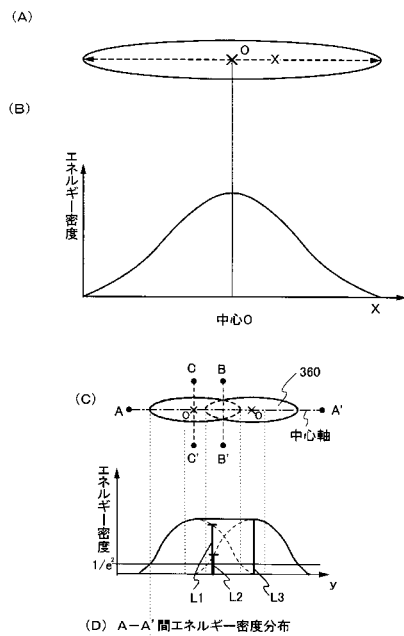 (A)
O
X
(B)
エネルギー密度
中心O
X
(C)
C
B
360
A
O
O
A'
中心軸
C'
B'
エネルギー密度
1/e²
y
L1
L2
L3
(D) A-A'間エネルギー密度分布